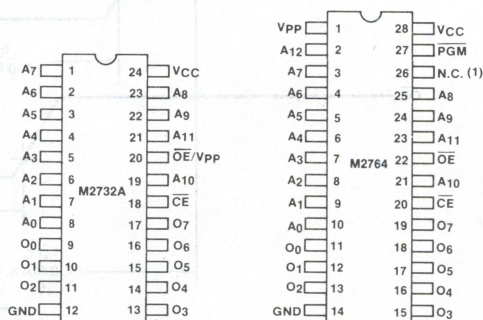 A7 1 24 VCC
A6 2 23 A8
A5 3 22 A9
A4 4 21 A11
A3 5 20 O̅E̅/VPP
A2 6 19 A10
M2732A
A1 7 18 C̅E̅
A0 8 17 O7
O0 9 16 O6
O1 10 15 O5
O2 11 14 O4
GND 12 13 O3
VPP 1 28 VCC
A12 2 27 P̅G̅M̅
A7 3 26 N.C. (1)
A6 4 25 A8
A5 5 24 A9
A4 6 23 A11
A3 7 M2764 22 O̅E̅
A2 8 21 A10
A1 9 20 C̅E̅
A0 10 19 O7
O0 11 18 O6
O1 12 17 O5
O2 13 16 O4
GND 14 15 O3